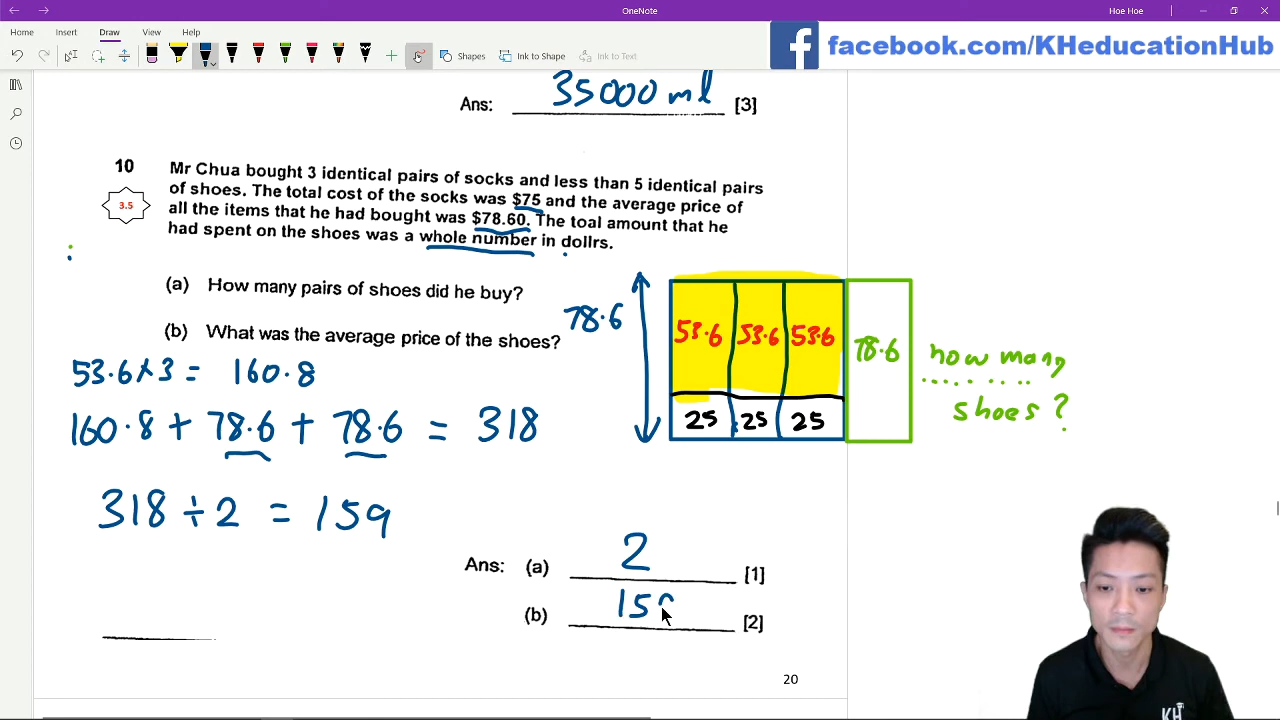 OneNote
Hoe Hoe
Home Insert Draw View Help
Shapes Ink to Shape Ink to Text
facebook.com/KHeducationHub
Ans: 35000 ml [3]
10 Mr Chua bought 3 identical pairs of socks and less than 5 identical pairs
3.5 of shoes. The total cost of the socks was $75 and the average price of
all the items that he had bought was $78.60. The toal amount that he
had spent on the shoes was a whole number in dollrs.
(a) How many pairs of shoes did he buy?
(b) What was the average price of the shoes?
78.6
53.6 53.6 53.6 78.6
25 25 25
how many
shoes?
53.6 x 3 = 160.8
160.8 + 78.6 + 78.6 = 318
318 ÷ 2 = 159
Ans: (a) 2 [1]
(b) 15 [2]
20
KH